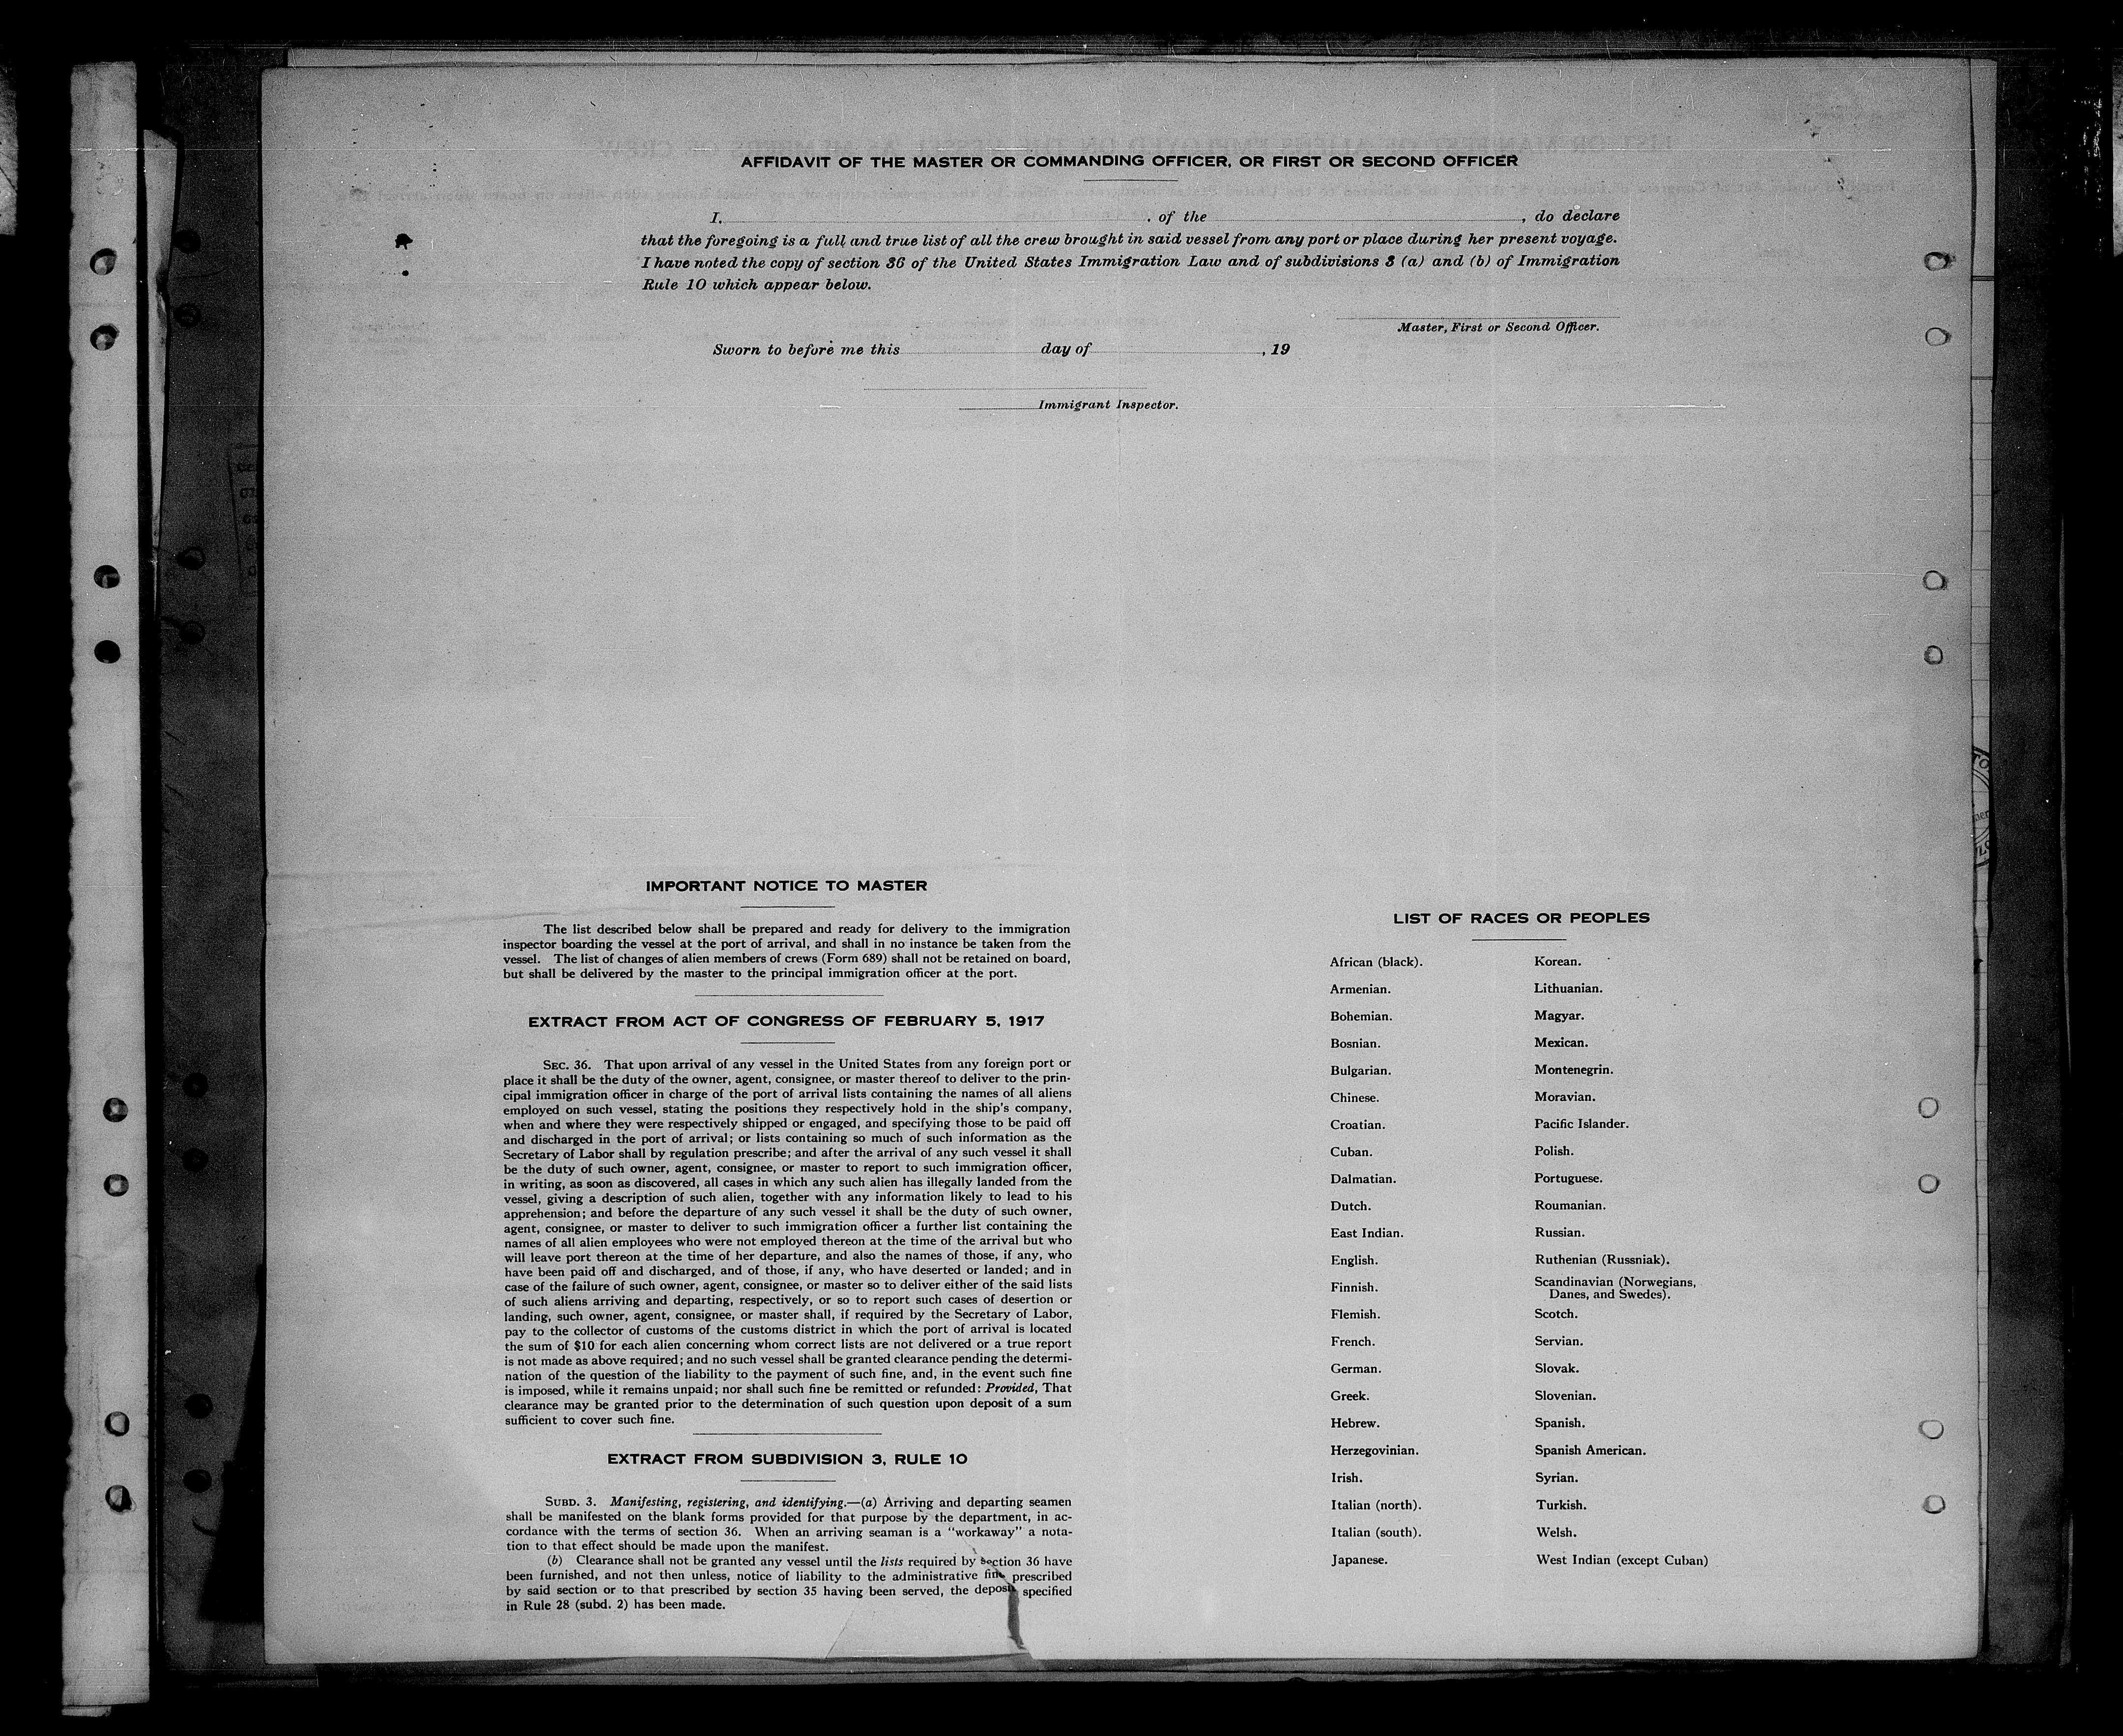 AFFIDAVIT OF THE MASTER OR COMMANDING OFFICER, OR FIRST OR SECOND OFFICER
I, , of the , do declare
that the foregoing is a full and true list of all the crew brought in said vessel from any port or place during her present voyage.
I have noted the copy of section 36 of the United States Immigration Law and of subdivisions 3 (a) and (b) of Immigration
Rule 10 which appear below.
Master, First or Second Officer.
Sworn to before me this day of , 19
Immigrant Inspector.
IMPORTANT NOTICE TO MASTER
The list described below shall be prepared and ready for delivery to the immigration
inspector boarding the vessel at the port of arrival, and shall in no instance be taken from the
vessel. The list of changes of alien members of crews (Form 689) shall not be retained on board,
but shall be delivered by the master to the principal immigration officer at the port.
EXTRACT FROM ACT OF CONGRESS OF FEBRUARY 5, 1917
SEC. 36. That upon arrival of any vessel in the United States from any foreign port or
place it shall be the duty of the owner, agent, consignee, or master thereof to deliver to the prin-
cipal immigration officer in charge of the port of arrival lists containing the names of all aliens
employed on such vessel, stating the positions they respectively hold in the ship's company,
when and where they were respectively shipped or engaged, and specifying those to be paid off
and discharged in the port of arrival; or lists containing so much of such information as the
Secretary of Labor shall by regulation prescribe; and after the arrival of any such vessel it shall
be the duty of such owner, agent, consignee, or master to report to such immigration officer,
in writing, as soon as discovered, all cases in which any such alien has illegally landed from the
vessel, giving a description of such alien, together with any information likely to lead to his
apprehension; and before the departure of any such vessel it shall be the duty of such owner,
agent, consignee, or master to deliver to such immigration officer a further list containing the
names of all alien employees who were not employed thereon at the time of the arrival but who
will leave port thereon at the time of her departure, and also the names of those, if any, who
have been paid off and discharged, and of those, if any, who have deserted or landed; and in
case of the failure of such owner, agent, consignee, or master so to deliver either of the said lists
of such aliens arriving and departing, respectively, or so to report such cases of desertion or
landing, such owner, agent, consignee, or master shall, if required by the Secretary of Labor,
pay to the collector of customs of the customs district in which the port of arrival is located
the sum of $10 for each alien concerning whom correct lists are not delivered or a true report
is not made as above required; and no such vessel shall be granted clearance pending the determi-
nation of the question of the liability to the payment of such fine, and, in the event such fine
is imposed, while it remains unpaid; nor shall such fine be remitted or refunded: Provided, That
clearance may be granted prior to the determination of such question upon deposit of a sum
sufficient to cover such fine.
EXTRACT FROM SUBDIVISION 3, RULE 10
SUBD. 3. Manifesting, registering, and identifying.—(a) Arriving and departing seamen
shall be manifested on the blank forms provided for that purpose by the department, in ac-
cordance with the terms of section 36. When an arriving seaman is a "workaway" a nota-
tion to that effect should be made upon the manifest.
(b) Clearance shall not be granted any vessel until the lists required by section 36 have
been furnished, and not then unless, notice of liability to the administrative fine prescribed
by said section or to that prescribed by section 35 having been served, the deposit specified
in Rule 28 (subd. 2) has been made.
LIST OF RACES OR PEOPLES
African (black).
Armenian.
Bohemian.
Bosnian.
Bulgarian.
Chinese.
Croatian.
Cuban.
Dalmatian.
Dutch.
East Indian.
English.
Finnish.
Flemish.
French.
German.
Greek.
Hebrew.
Herzegovinian.
Irish.
Italian (north).
Italian (south).
Japanese.
Korean.
Lithuanian.
Magyar.
Mexican.
Montenegrin.
Moravian.
Pacific Islander.
Polish.
Portuguese.
Roumanian.
Russian.
Ruthenian (Russniak).
Scandinavian (Norwegians,
Danes, and Swedes).
Scotch.
Servian.
Slovak.
Slovenian.
Spanish.
Spanish American.
Syrian.
Turkish.
Welsh.
West Indian (except Cuban)